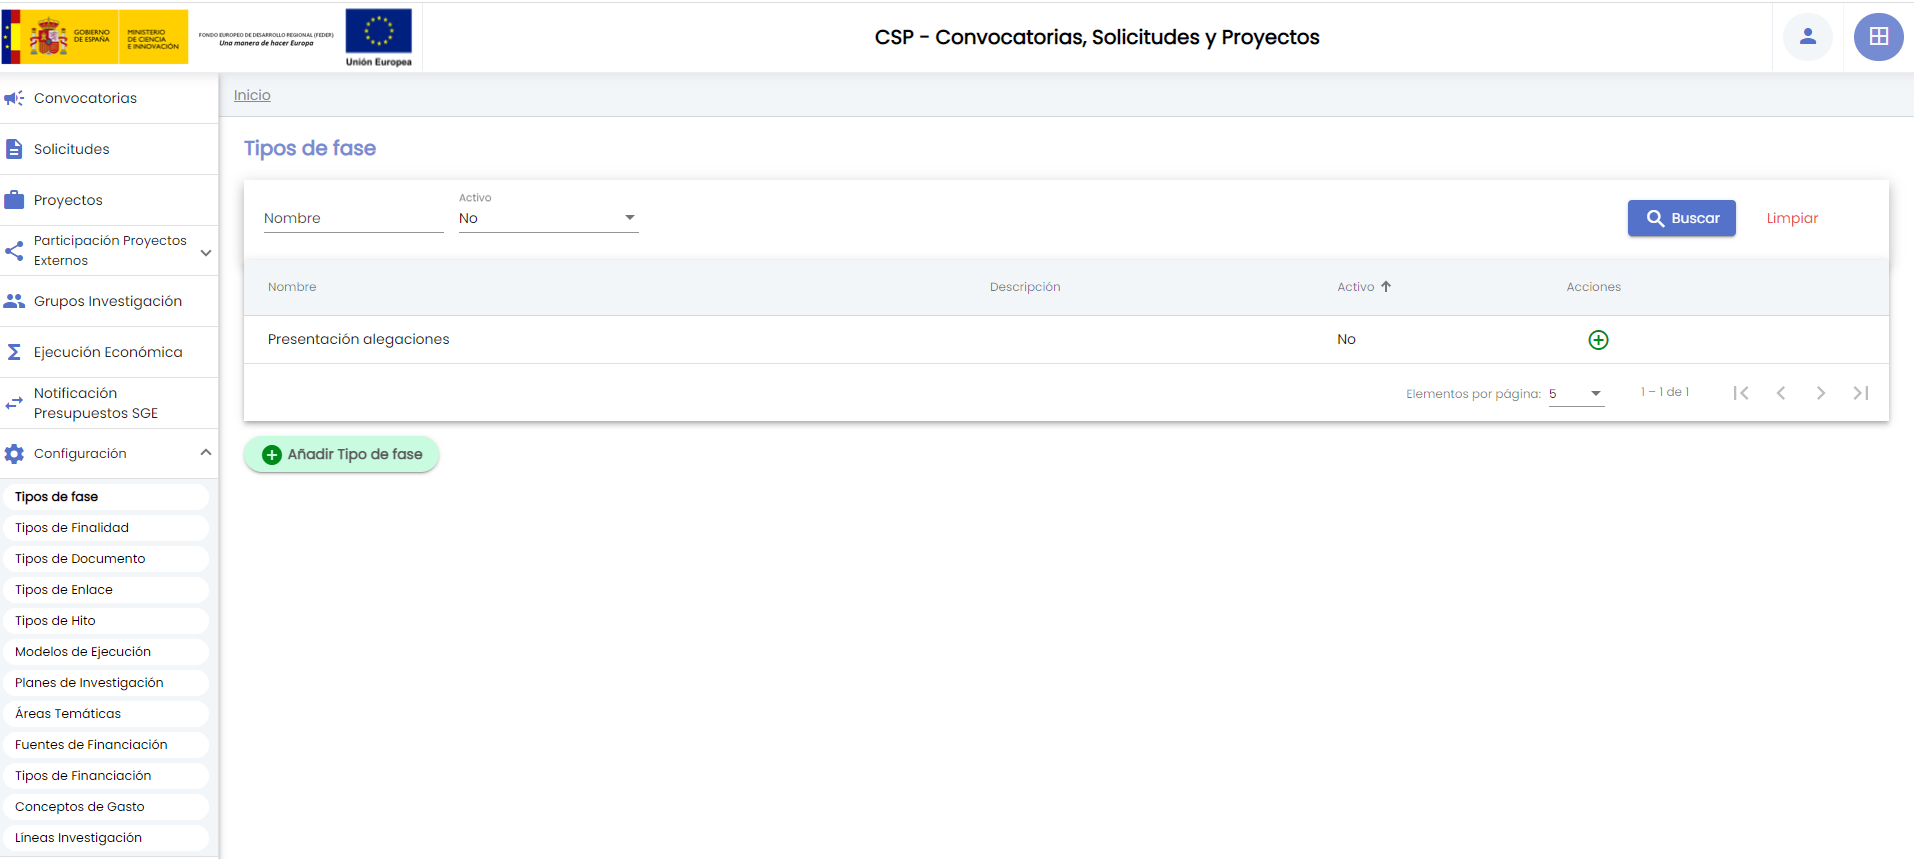 GOBIERNO
DE ESPAÑA
MINISTERIO
DE CIENCIA
E INNOVACIÓN
FONDO EUROPEO DE DESARROLLO REGIONAL (FEDER)
Una manera de hacer Europa
Unión Europea
CSP - Convocatorias, Solicitudes y Proyectos
Convocatorias
Solicitudes
Proyectos
Participación Proyectos
Externos
Grupos Investigación
Ejecución Económica
Notificación
Presupuestos SGE
Configuración
Tipos de fase
Tipos de Finalidad
Tipos de Documento
Tipos de Enlace
Tipos de Hito
Modelos de Ejecución
Planes de Investigación
Áreas Temáticas
Fuentes de Financiación
Tipos de Financiación
Conceptos de Gasto
Líneas Investigación
Inicio
Tipos de fase
Nombre
Activo
No
Buscar
Limpiar
Nombre Descripción Activo Acciones
Presentación alegaciones No
Elementos por página: 5 1 – 1 de 1
Añadir Tipo de fase